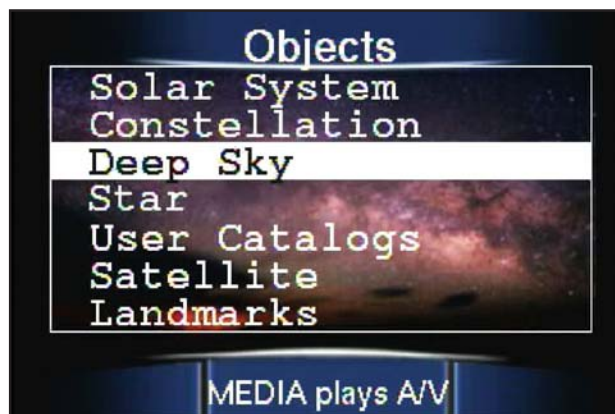 Objects
Solar System
Constellation
Deep Sky
Star
User Catalogs
Satellite
Landmarks
MEDIA plays A/V